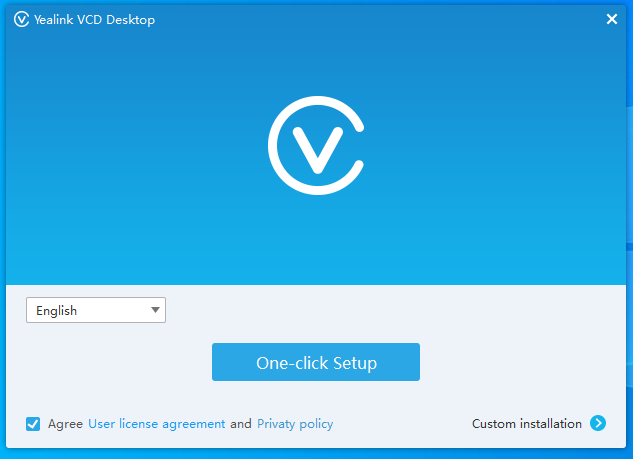 Yealink VCD Desktop
English
One-click Setup
Agree User license agreement and Privaty policy
Custom installation